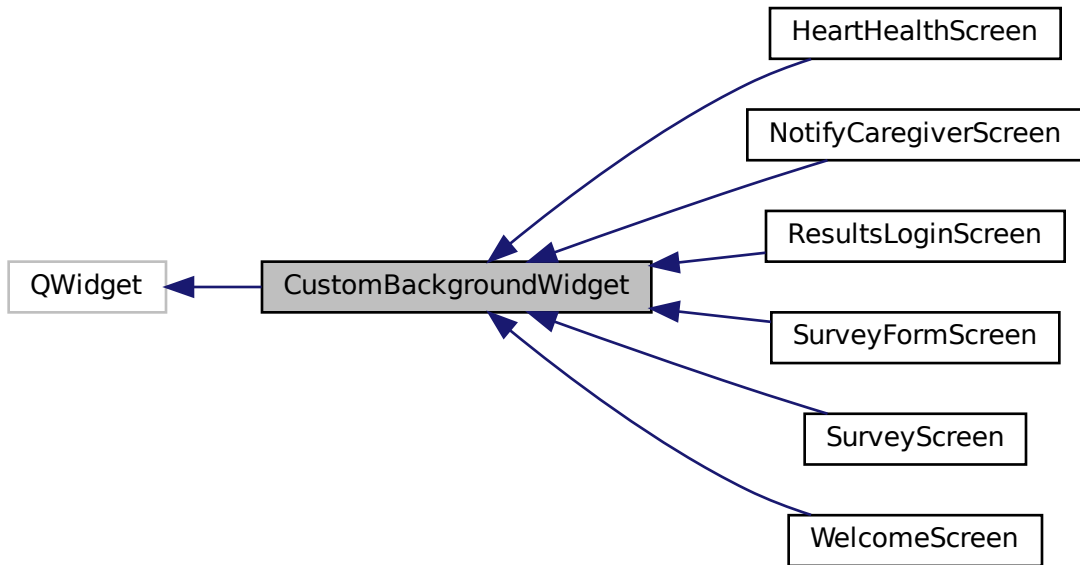 HeartHealthScreen
NotifyCaregiverScreen
ResultsLoginScreen
QWidget
CustomBackgroundWidget
SurveyFormScreen
SurveyScreen
WelcomeScreen